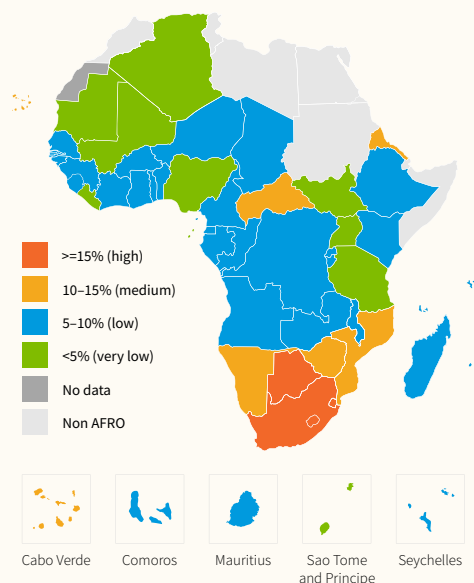 >=15% (high)
10–15% (medium)
5–10% (low)
<5% (very low)
No data
Non AFRO
Cabo Verde
Comoros
Mauritius
Sao Tome
and Principe
Seychelles